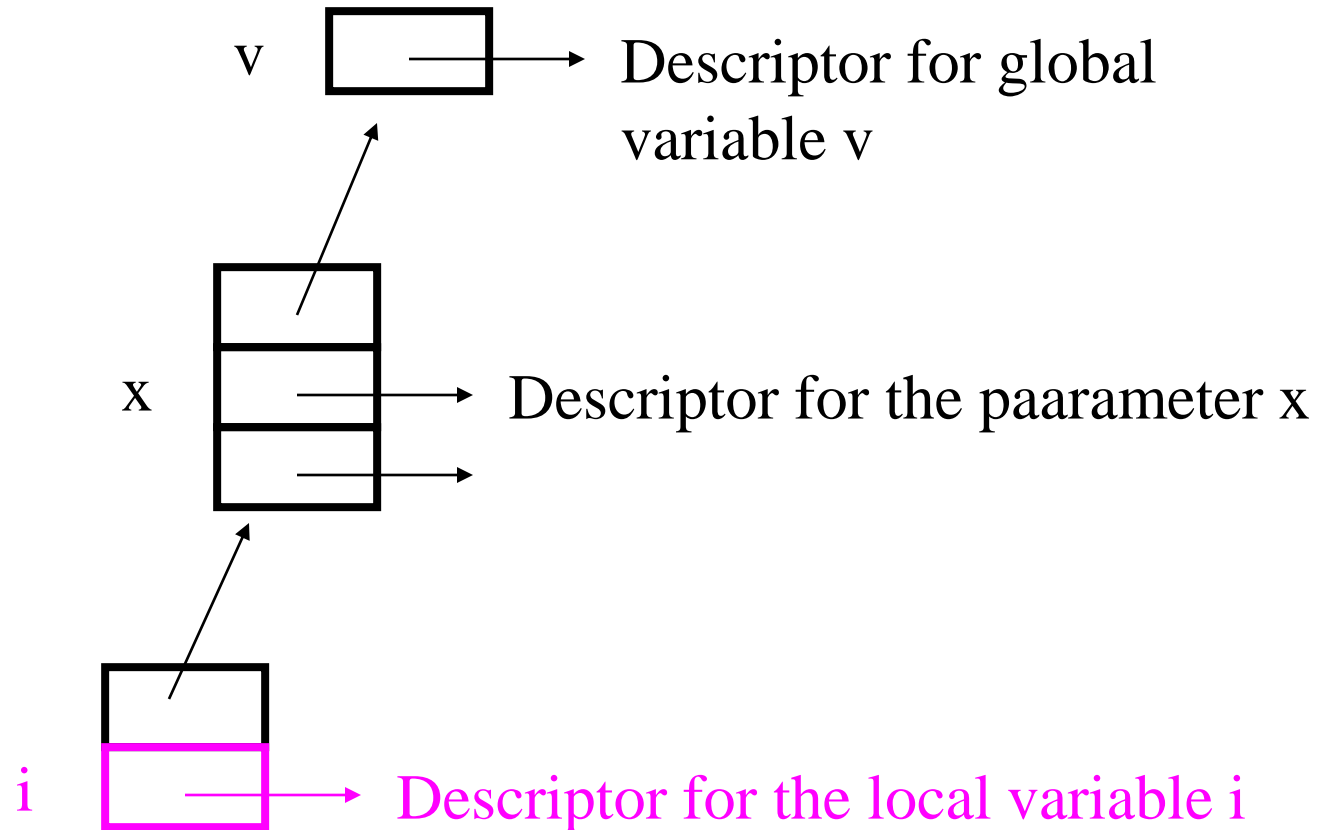 v
Descriptor for global
variable v
x
Descriptor for the paarameter x
i
Descriptor for the local variable i